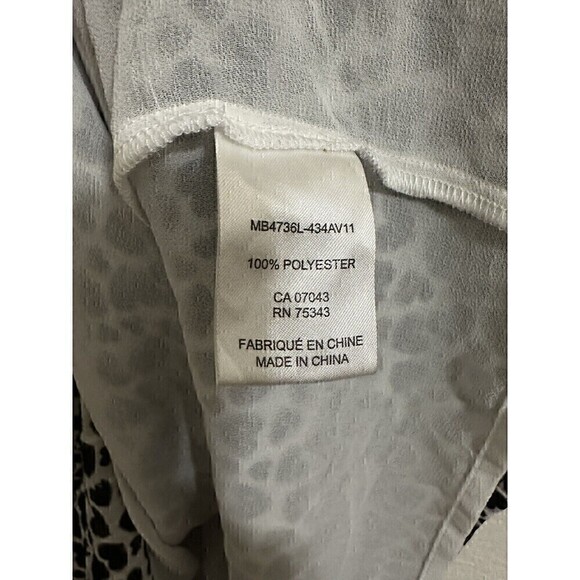 MB4736L-434AV11
100% POLYESTER
CA 07043
RN 75343
FABRIQUÉ EN CHINE
MADE IN CHINA